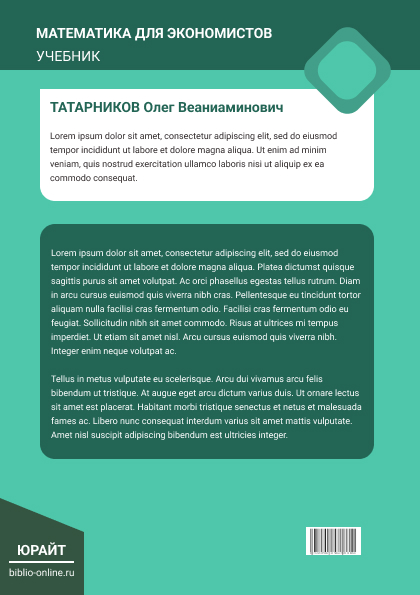 МАТЕМАТИКА ДЛЯ ЭКОНОМИСТОВ
УЧЕБНИК
ТАТАРНИКОВ Олег Веаниаминович
Lorem ipsum dolor sit amet, consectetur adipiscing elit, sed do eiusmod
tempor incididunt ut labore et dolore magna aliqua. Ut enim ad minim
veniam, quis nostrud exercitation ullamco laboris nisi ut aliquip ex ea
commodo consequat.
Lorem ipsum dolor sit amet, consectetur adipiscing elit, sed do eiusmod
tempor incididunt ut labore et dolore magna aliqua. Platea dictumst quisque
sagittis purus sit amet volutpat. Ac orci phasellus egestas tellus rutrum. Diam
in arcu cursus euismod quis viverra nibh cras. Pellentesque eu tincidunt tortor
aliquam nulla facilisi cras fermentum odio. Facilisi cras fermentum odio eu
feugiat. Sollicitudin nibh sit amet commodo. Risus at ultrices mi tempus
imperdiet. Ut etiam sit amet nisl. Arcu cursus euismod quis viverra nibh.
Integer enim neque volutpat ac.
Tellus in metus vulputate eu scelerisque. Arcu dui vivamus arcu felis
bibendum ut tristique. At augue eget arcu dictum varius duis. Ut ornare lectus
sit amet est placerat. Habitant morbi tristique senectus et netus et malesuada
fames ac. Libero nunc consequat interdum varius sit amet mattis vulputate.
Amet nisl suscipit adipiscing bibendum est ultricies integer.
ЮРАЙТ
biblio-online.ru